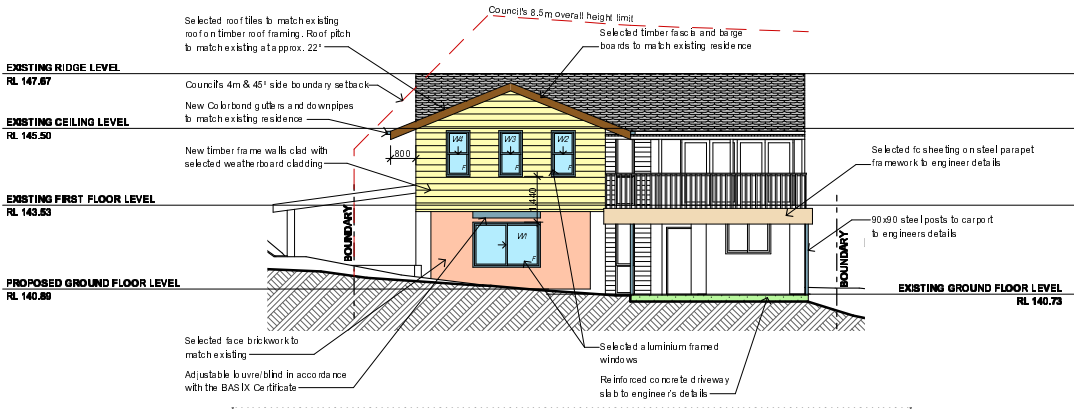 Council's 8.5m overall height limit
Selected roof tiles to match existing
roof on timber roof framing. Roof pitch
to match existing at approx. 22°
Selected timber fascia and barge
boards to match existing residence
EXISTING RIDGE LEVEL
RL 147.67
Council's 4m & 45° side boundary setback
New Colorbond gutters and downpipes
to match existing residence
EXISTING CEILING LEVEL
RL 145.50
W4
W3
W2
F
F
F
800
New timber frame walls clad with
selected weatherboard cladding
Selected fc sheeting on steel parapet
framework to engineer details
1,440
EXISTING FIRST FLOOR LEVEL
RL 143.53
BOUNDARY
90x90 steel posts to carport
to engineers details
W1
F
BOUNDARY
PROPOSED GROUND FLOOR LEVEL
RL 140.89
EXISTING GROUND FLOOR LEVEL
RL 140.73
Selected face brickwork to
match existing
Adjustable louvre/blind in accordance
with the BASIX Certificate
Selected aluminium framed
windows
Reinforced concrete driveway
slab to engineer's details